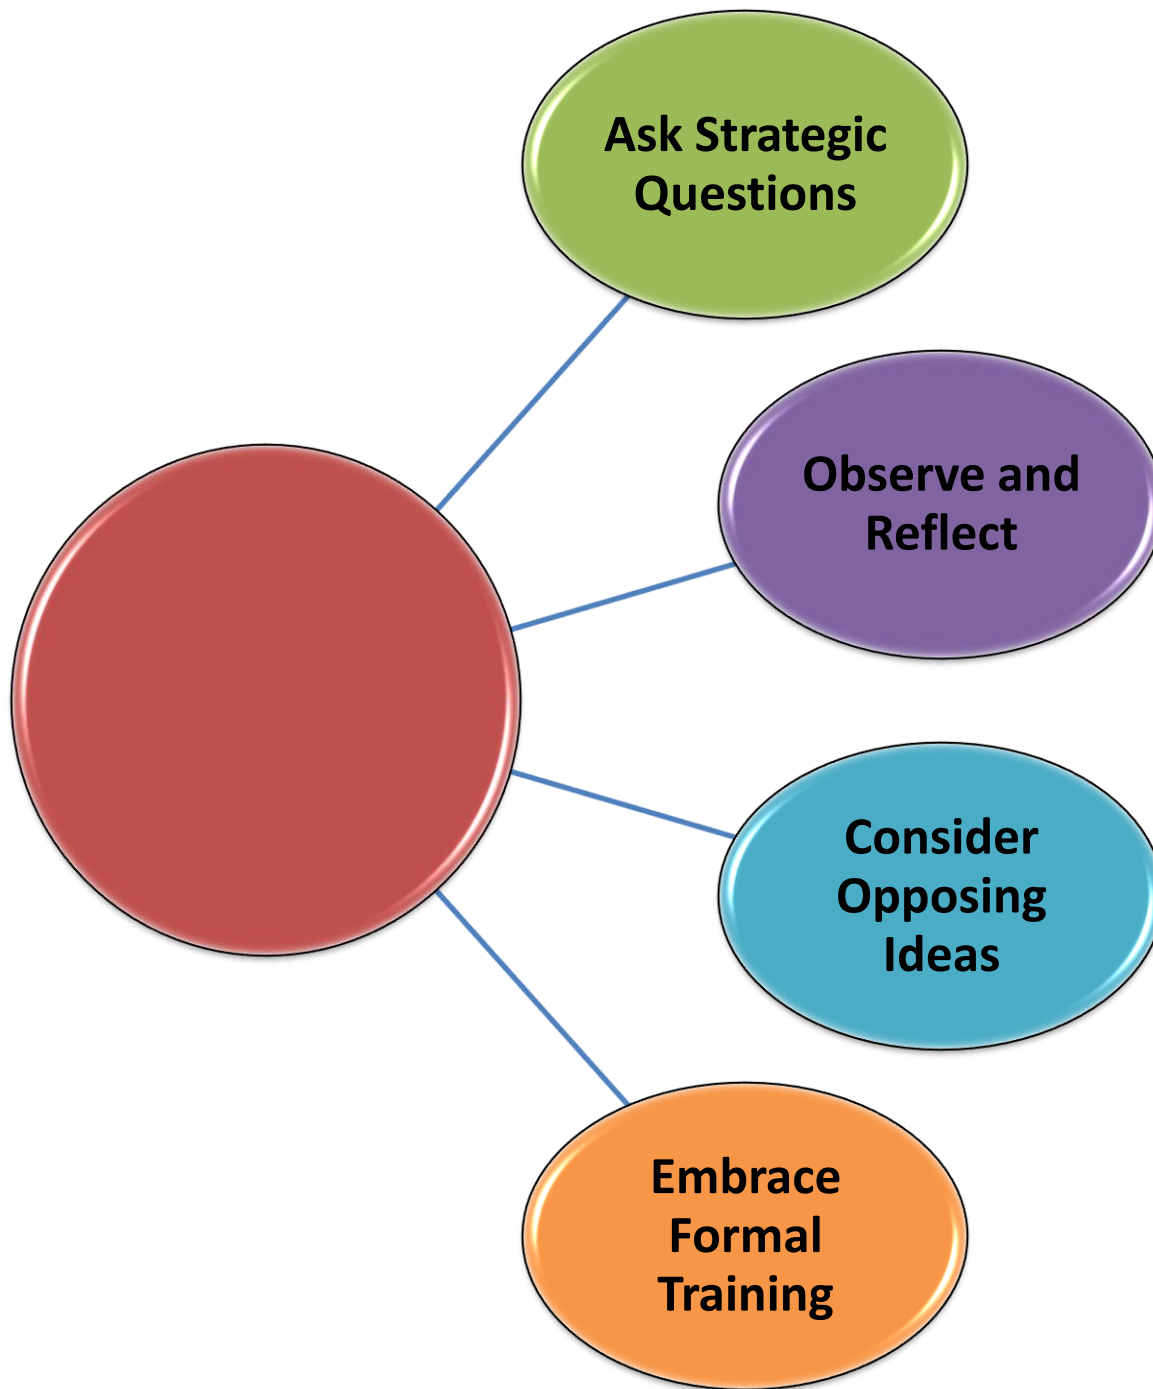 Ask Strategic
Questions
Observe and
Reflect
Consider
Opposing
Ideas
Embrace
Formal
Training